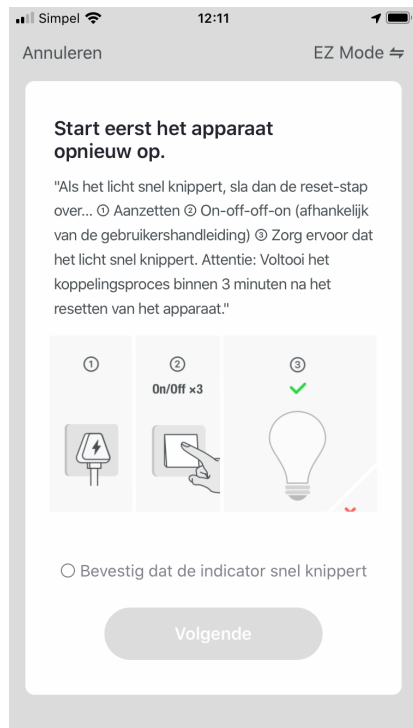 Simpel 12:11
Annuleren EZ Mode ⇋
Start eerst het apparaat
opnieuw op.
"Als het licht snel knippert, sla dan de reset-stap
over... ① Aanzetten ② On-off-off-on (afhankelijk
van de gebruikershandleiding) ③ Zorg ervoor dat
het licht snel knippert. Attentie: Voltooi het
koppelingsproces binnen 3 minuten na het
resetten van het apparaat."
① ② ③
On/Off ×3
Bevestig dat de indicator snel knippert
Volgende